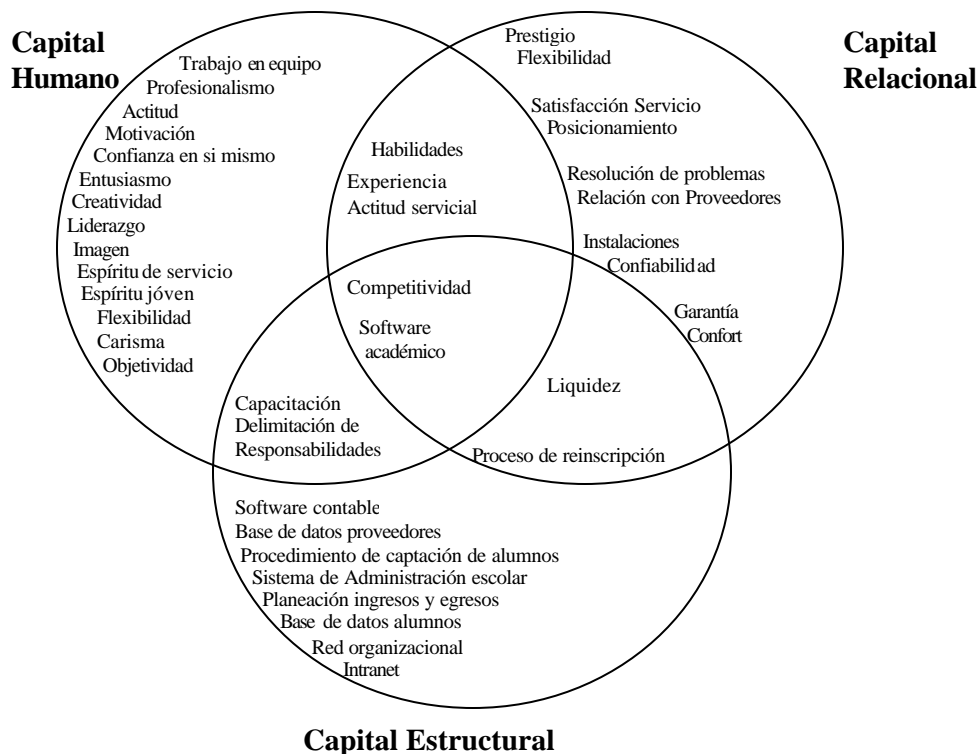 Capital
Humano
Trabajo en equipo
Profesionalismo
Actitud
Motivación
Confianza en si mismo
Entusiasmo
Creatividad
Liderazgo
Imagen
Espíritu de servicio
Espíritu jóven
Flexibilidad
Carisma
Objetividad
Habilidades
Experiencia
Actitud servicial
Capital
Relacional
Prestigio
Flexibilidad
Satisfacción Servicio
Posicionamiento
Resolución de problemas
Relación con Proveedores
Instalaciones
Confiabilidad
Garantía
Confort
Competitividad
Software
académico
Liquidez
Proceso de reinscripción
Capacitación
Delimitación de
Responsabilidades
Software contable
Base de datos proveedores
Procedimiento de captación de alumnos
Sistema de Administración escolar
Planeación ingresos y egresos
Base de datos alumnos
Red organizacional
Intranet
Capital Estructural